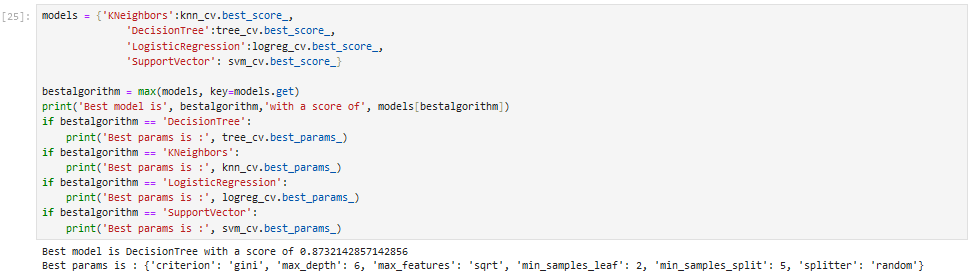 [25]: models = {'KNeighbors':knn_cv.best_score_,
              'DecisionTree':tree_cv.best_score_,
              'LogisticRegression':logreg_cv.best_score_,
              'SupportVector': svm_cv.best_score_}
bestalgorithm = max(models, key=models.get)
print('Best model is', bestalgorithm,'with a score of', models[bestalgorithm])
if bestalgorithm == 'DecisionTree':
    print('Best params is :', tree_cv.best_params_)
if bestalgorithm == 'KNeighbors':
    print('Best params is :', knn_cv.best_params_)
if bestalgorithm == 'LogisticRegression':
    print('Best params is :', logreg_cv.best_params_)
if bestalgorithm == 'SupportVector':
    print('Best params is :', svm_cv.best_params_)
Best model is DecisionTree with a score of 0.8732142857142856
Best params is : {'criterion': 'gini', 'max_depth': 6, 'max_features': 'sqrt', 'min_samples_leaf': 2, 'min_samples_split': 5, 'splitter': 'random'}